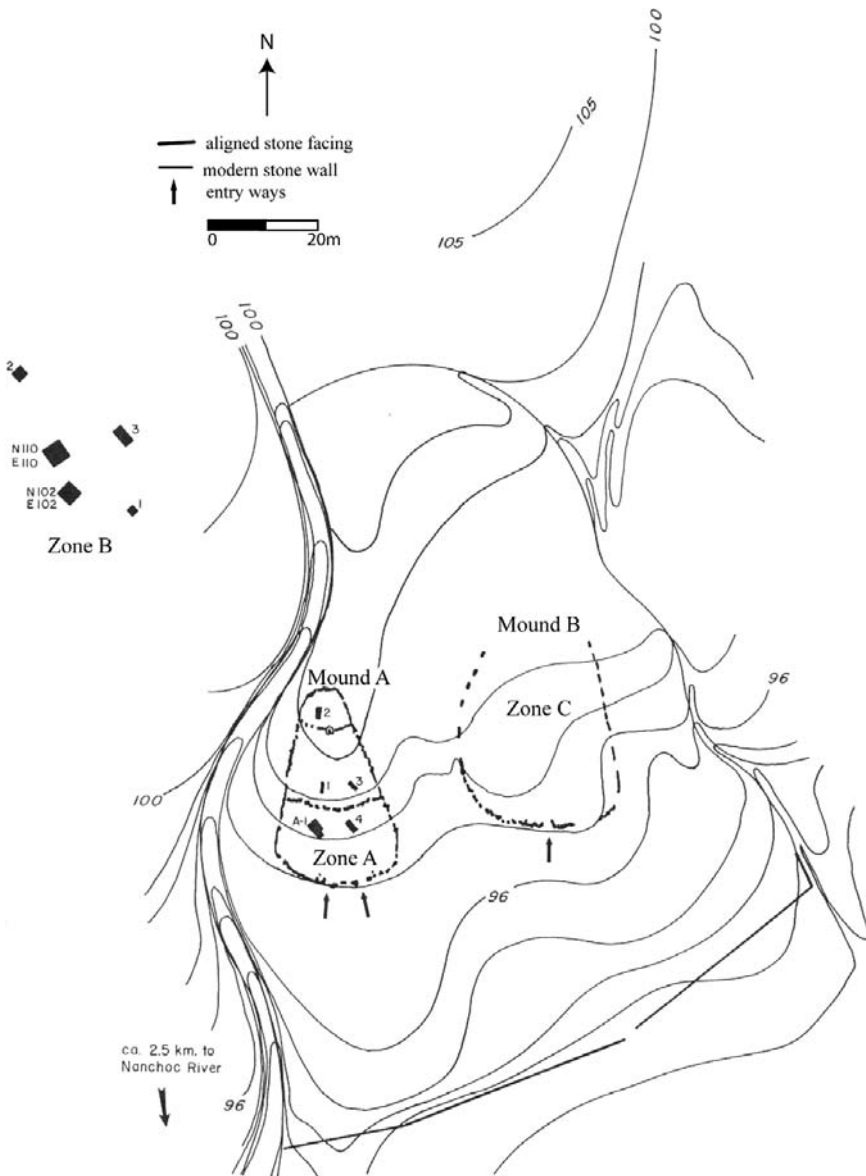 N
aligned stone facing
modern stone wall
entry ways
0 20m
100
105
105
100
100
2
3
N110
E110
N102
E102
1
Zone B
Mound B
Mound A
Zone C
2
96
1
3
100
A-1
4
Zone A
96
ca. 2.5 km. to
Nanchoc River
96